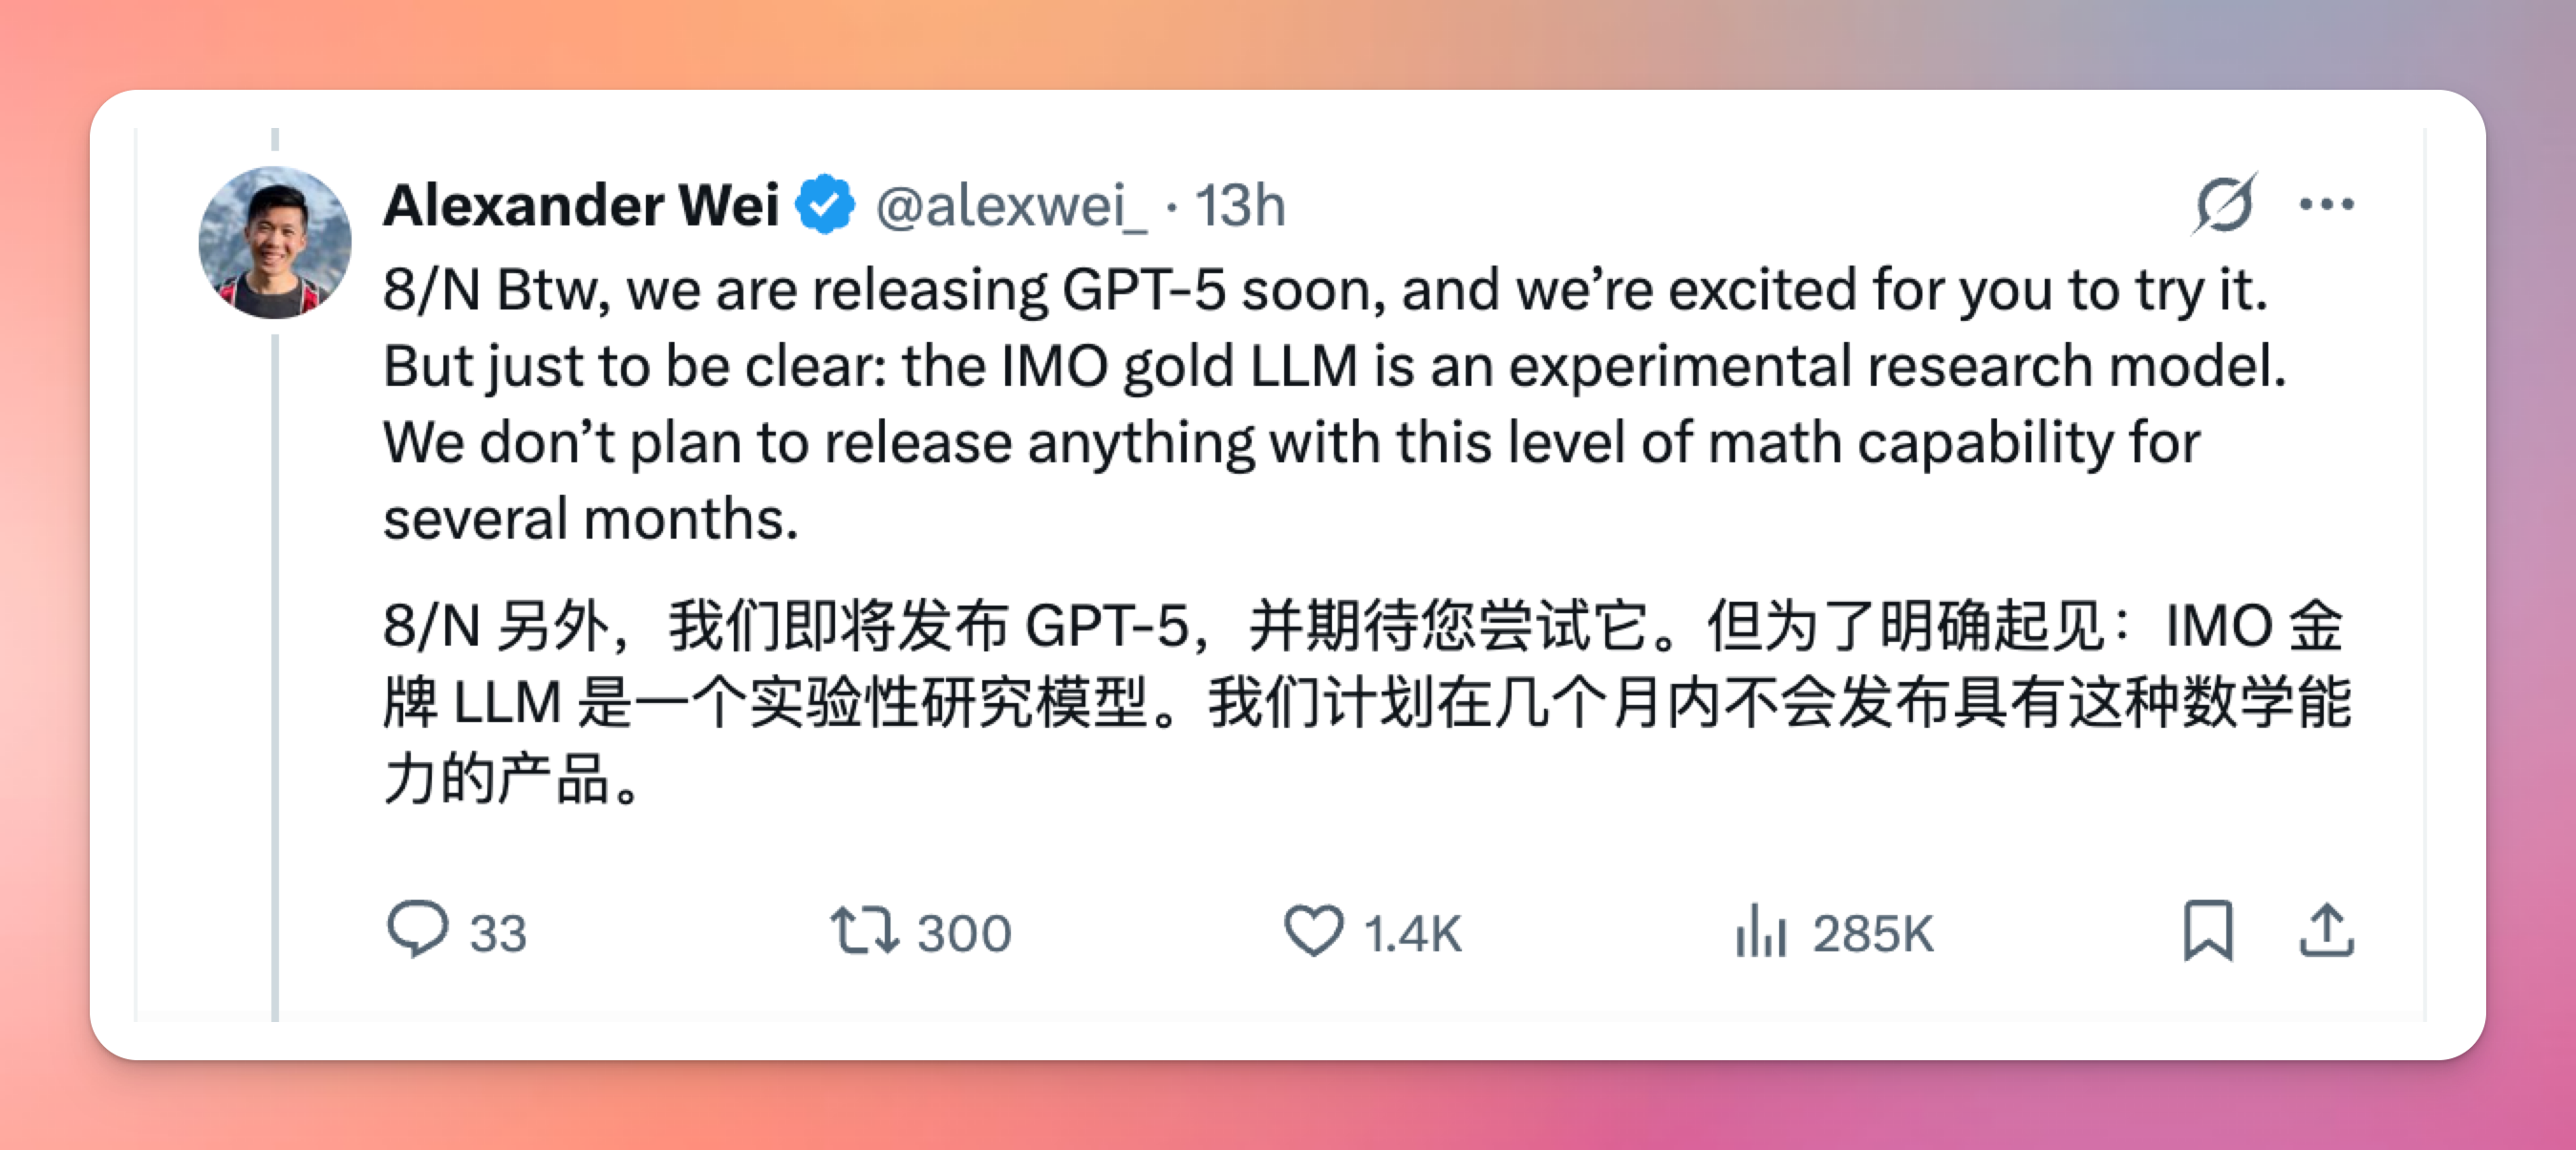 Alexander Wei @alexwei_ · 13h
8/N Btw, we are releasing GPT-5 soon, and we’re excited for you to try it.
But just to be clear: the IMO gold LLM is an experimental research model.
We don’t plan to release anything with this level of math capability for
several months.
8/N 另外，我们即将发布 GPT-5，并期待您尝试它。但为了明确起见：IMO 金
牌 LLM 是一个实验性研究模型。我们计划在几个月内不会发布具有这种数学能
力的产品。
33 300 1.4K 285K